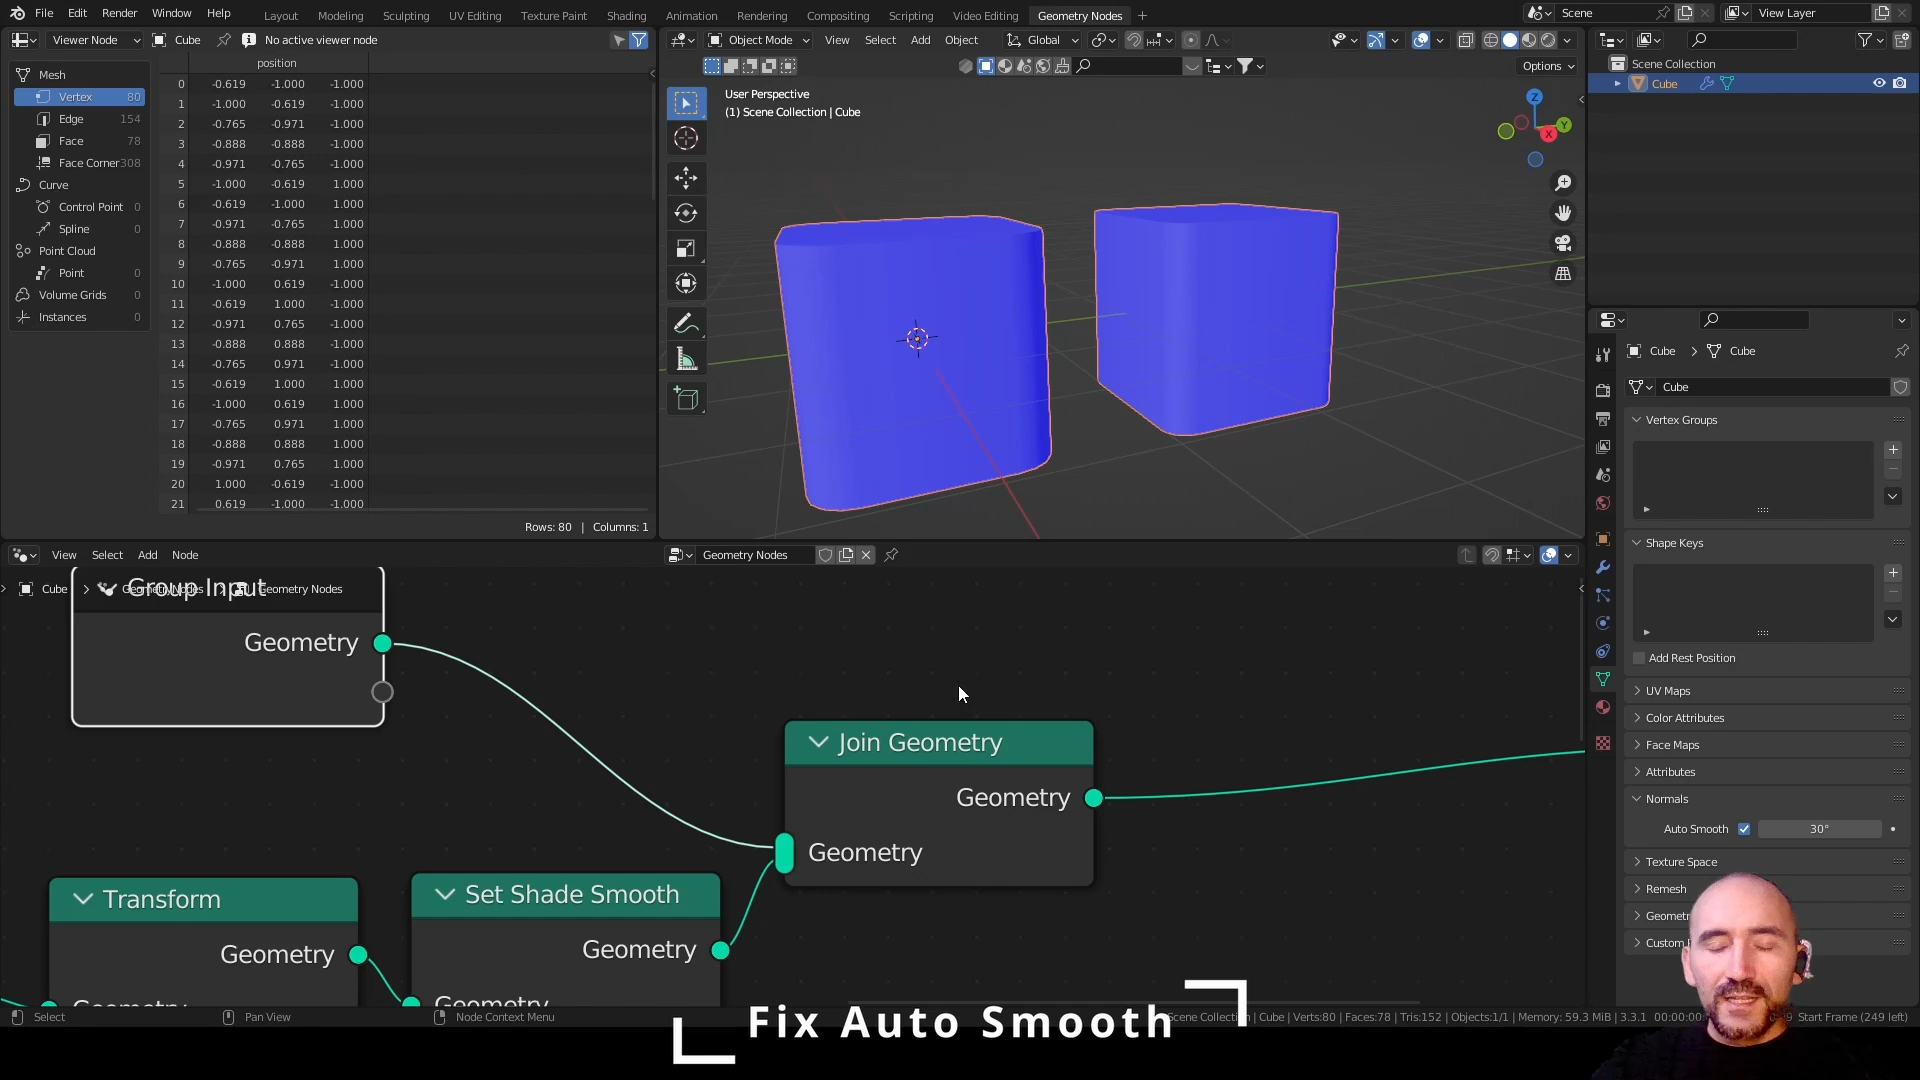 File Edit Render Window Help Layout Modeling Sculpting UV Editing Texture Paint Shading Animation Rendering Compositing Scripting Video Editing Geometry Nodes + Scene View Layer
Viewer Node Cube No active viewer node
position
Mesh
Vertex 80
Edge 154
Face 78
Face Corner 308
Curve
Control Point 0
Spline 0
Point Cloud
Point 0
Volume Grids 0
Instances 0
0 -0.619 -1.000 -1.000
1 -1.000 -0.619 -1.000
2 -0.765 -0.971 -1.000
3 -0.888 -0.888 -1.000
4 -0.971 -0.765 -1.000
5 -1.000 -0.619 1.000
6 -0.619 -1.000 1.000
7 -0.971 -0.765 1.000
8 -0.888 -0.888 1.000
9 -0.765 -0.971 1.000
10 -1.000 0.619 -1.000
11 -0.619 1.000 -1.000
12 -0.971 0.765 -1.000
13 -0.888 0.888 -1.000
14 -0.765 0.971 -1.000
15 -0.619 1.000 1.000
16 -1.000 0.619 1.000
17 -0.765 0.971 1.000
18 -0.888 0.888 1.000
19 -0.971 0.765 1.000
20 1.000 -0.619 -1.000
21 0.619 -1.000 -1.000
Rows: 80 | Columns: 1
Object Mode View Select Add Object Global
Options
User Perspective
(1) Scene Collection | Cube
Z
Y
X
Scene Collection
Cube
Cube Cube
Cube
Vertex Groups
Shape Keys
Add Rest Position
UV Maps
Color Attributes
Face Maps
Attributes
Normals
Auto Smooth 30°
Texture Space
Remesh
View Select Add Node Geometry Nodes
Cube GeometryNodes Geometry Nodes
Group Input
Geometry
Join Geometry
Geometry
Geometry
Transform
Geometry
Geometry
Set Shade Smooth
Geometry
Geometry
Select Pan View Node Context Menu
Scene Collection | Cube | Verts:80 | Faces:78 | Tris:152 | Objects:1/1 | Memory: 59.3 MiB | 3.3.1 Start Frame (249 left)
Fix Auto Smooth